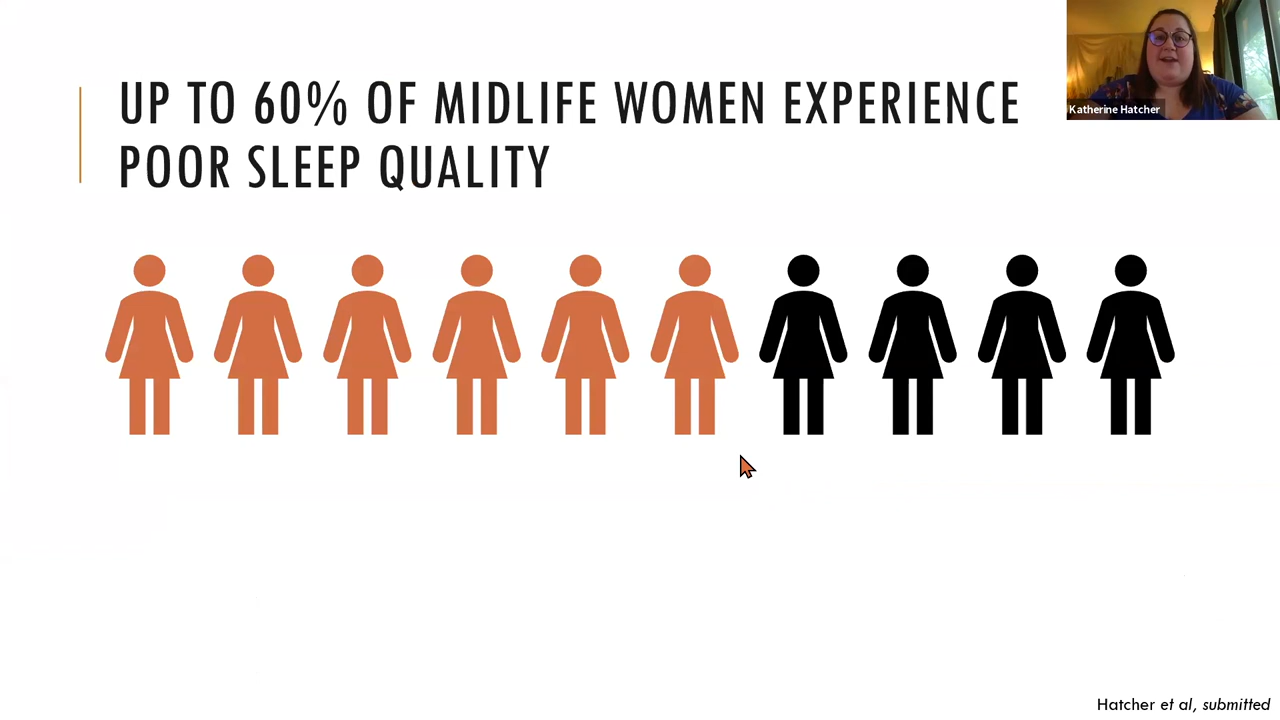 UP TO 60% OF MIDLIFE WOMEN EXPERIENCE
POOR SLEEP QUALITY
Katherine Hatcher
Hatcher et al, submitted